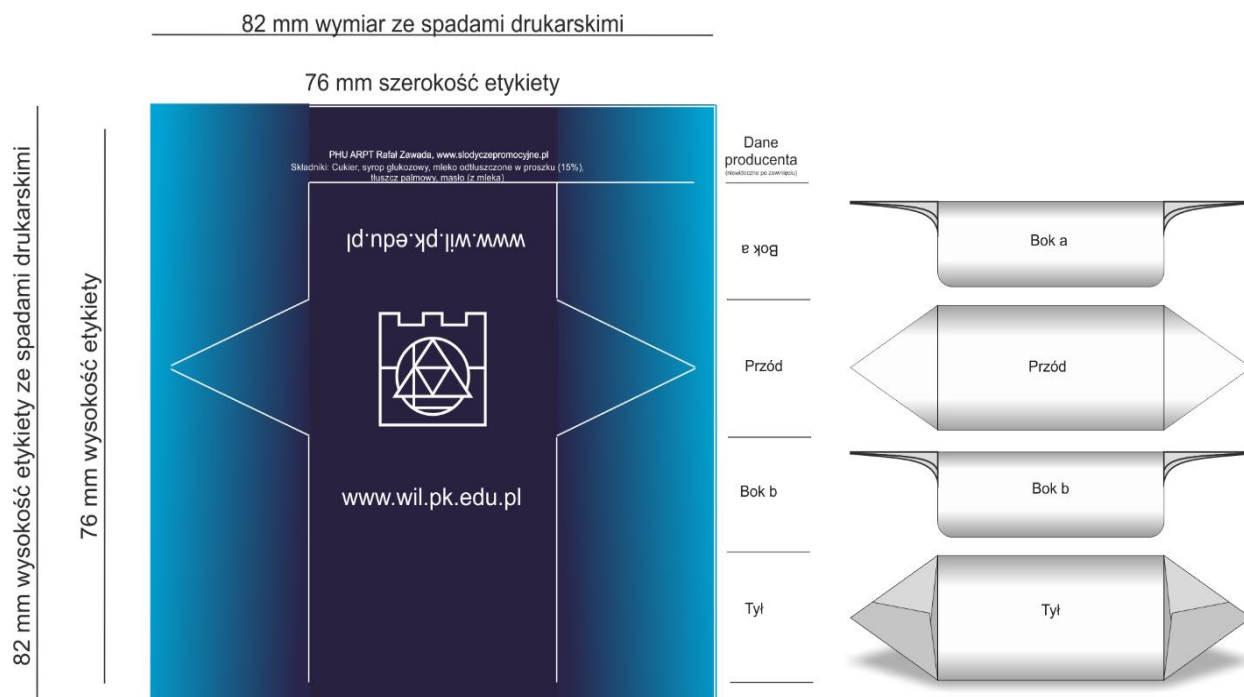 82 mm wymiar ze spadami drukarskimi
76 mm szerokość etykiety
82 mm wysokość etykiety ze spadami drukarskimi
76 mm wysokość etykiety
PHU ARPT Rafał Zawada, www.slodyczepromocyjne.pl
Składniki: Cukier, syrop glukozowy, mleko odtłuszczone w proszku (15%),
tłuszcz palmowy, masło (z mleka)
www.wil.pk.edu.pl
www.wil.pk.edu.pl
Dane
producenta
(niewidoczne po zawinięciu)
Bok a
Przód
Bok b
Tył
Bok a
Przód
Bok b
Tył